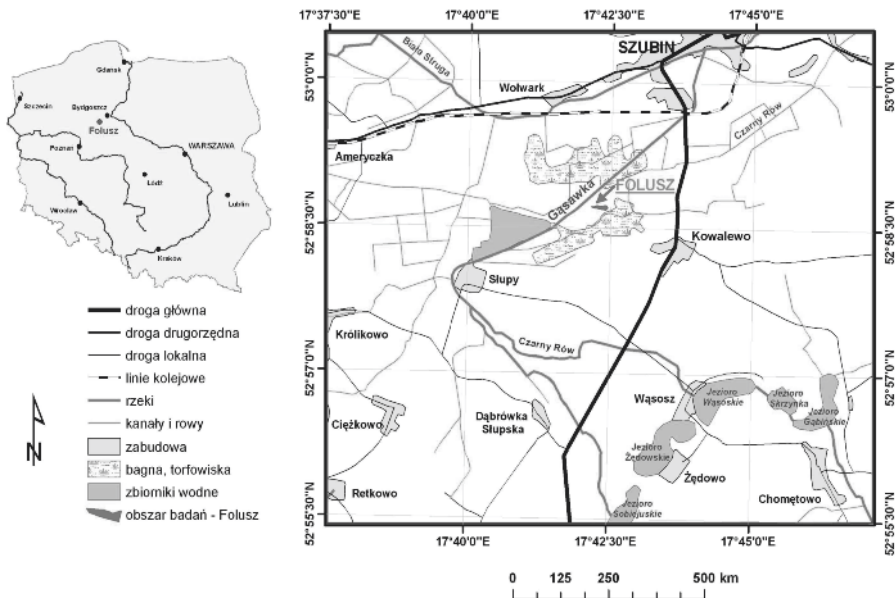 Gdańsk
Szczecin
Bydgoszcz
Folusz
Poznań
WARSZAWA
Łódź
Wrocław
Lublin
Kraków
droga główna
droga drugorzędna
droga lokalna
linie kolejowe
rzeki
kanały i rowy
zabudowa
bagna, torfowiska
zbiorniki wodne
obszar badań - Folusz
N
17°37'30"E 17°40'0"E 17°42'30"E 17°45'0"E
53°0'0"N
52°58'30"N
52°57'0"N
52°55'30"N
53°0'0"N
52°58'30"N
52°57'0"N
52°55'30"N
SZUBIN
Biała Struga
Wolwark
Czarny Rów
Ameryczka
FOLUSZ
Gąsawka
Kowalewo
Słupy
Królikowo
Czarny Rów
Wąsosz
Jezioro
Wąsoskie
Jezioro
Skrzynka
Jezioro
Gąbińskie
Ciężkowo
Dąbrówka
Słupska
Jezioro
Żędowskie
Żędowo
Retkowo
Chomętowo
Jezioro
Sobiejuskie
17°40'0"E 17°42'30"E 17°45'0"E
0 125 250 500 km